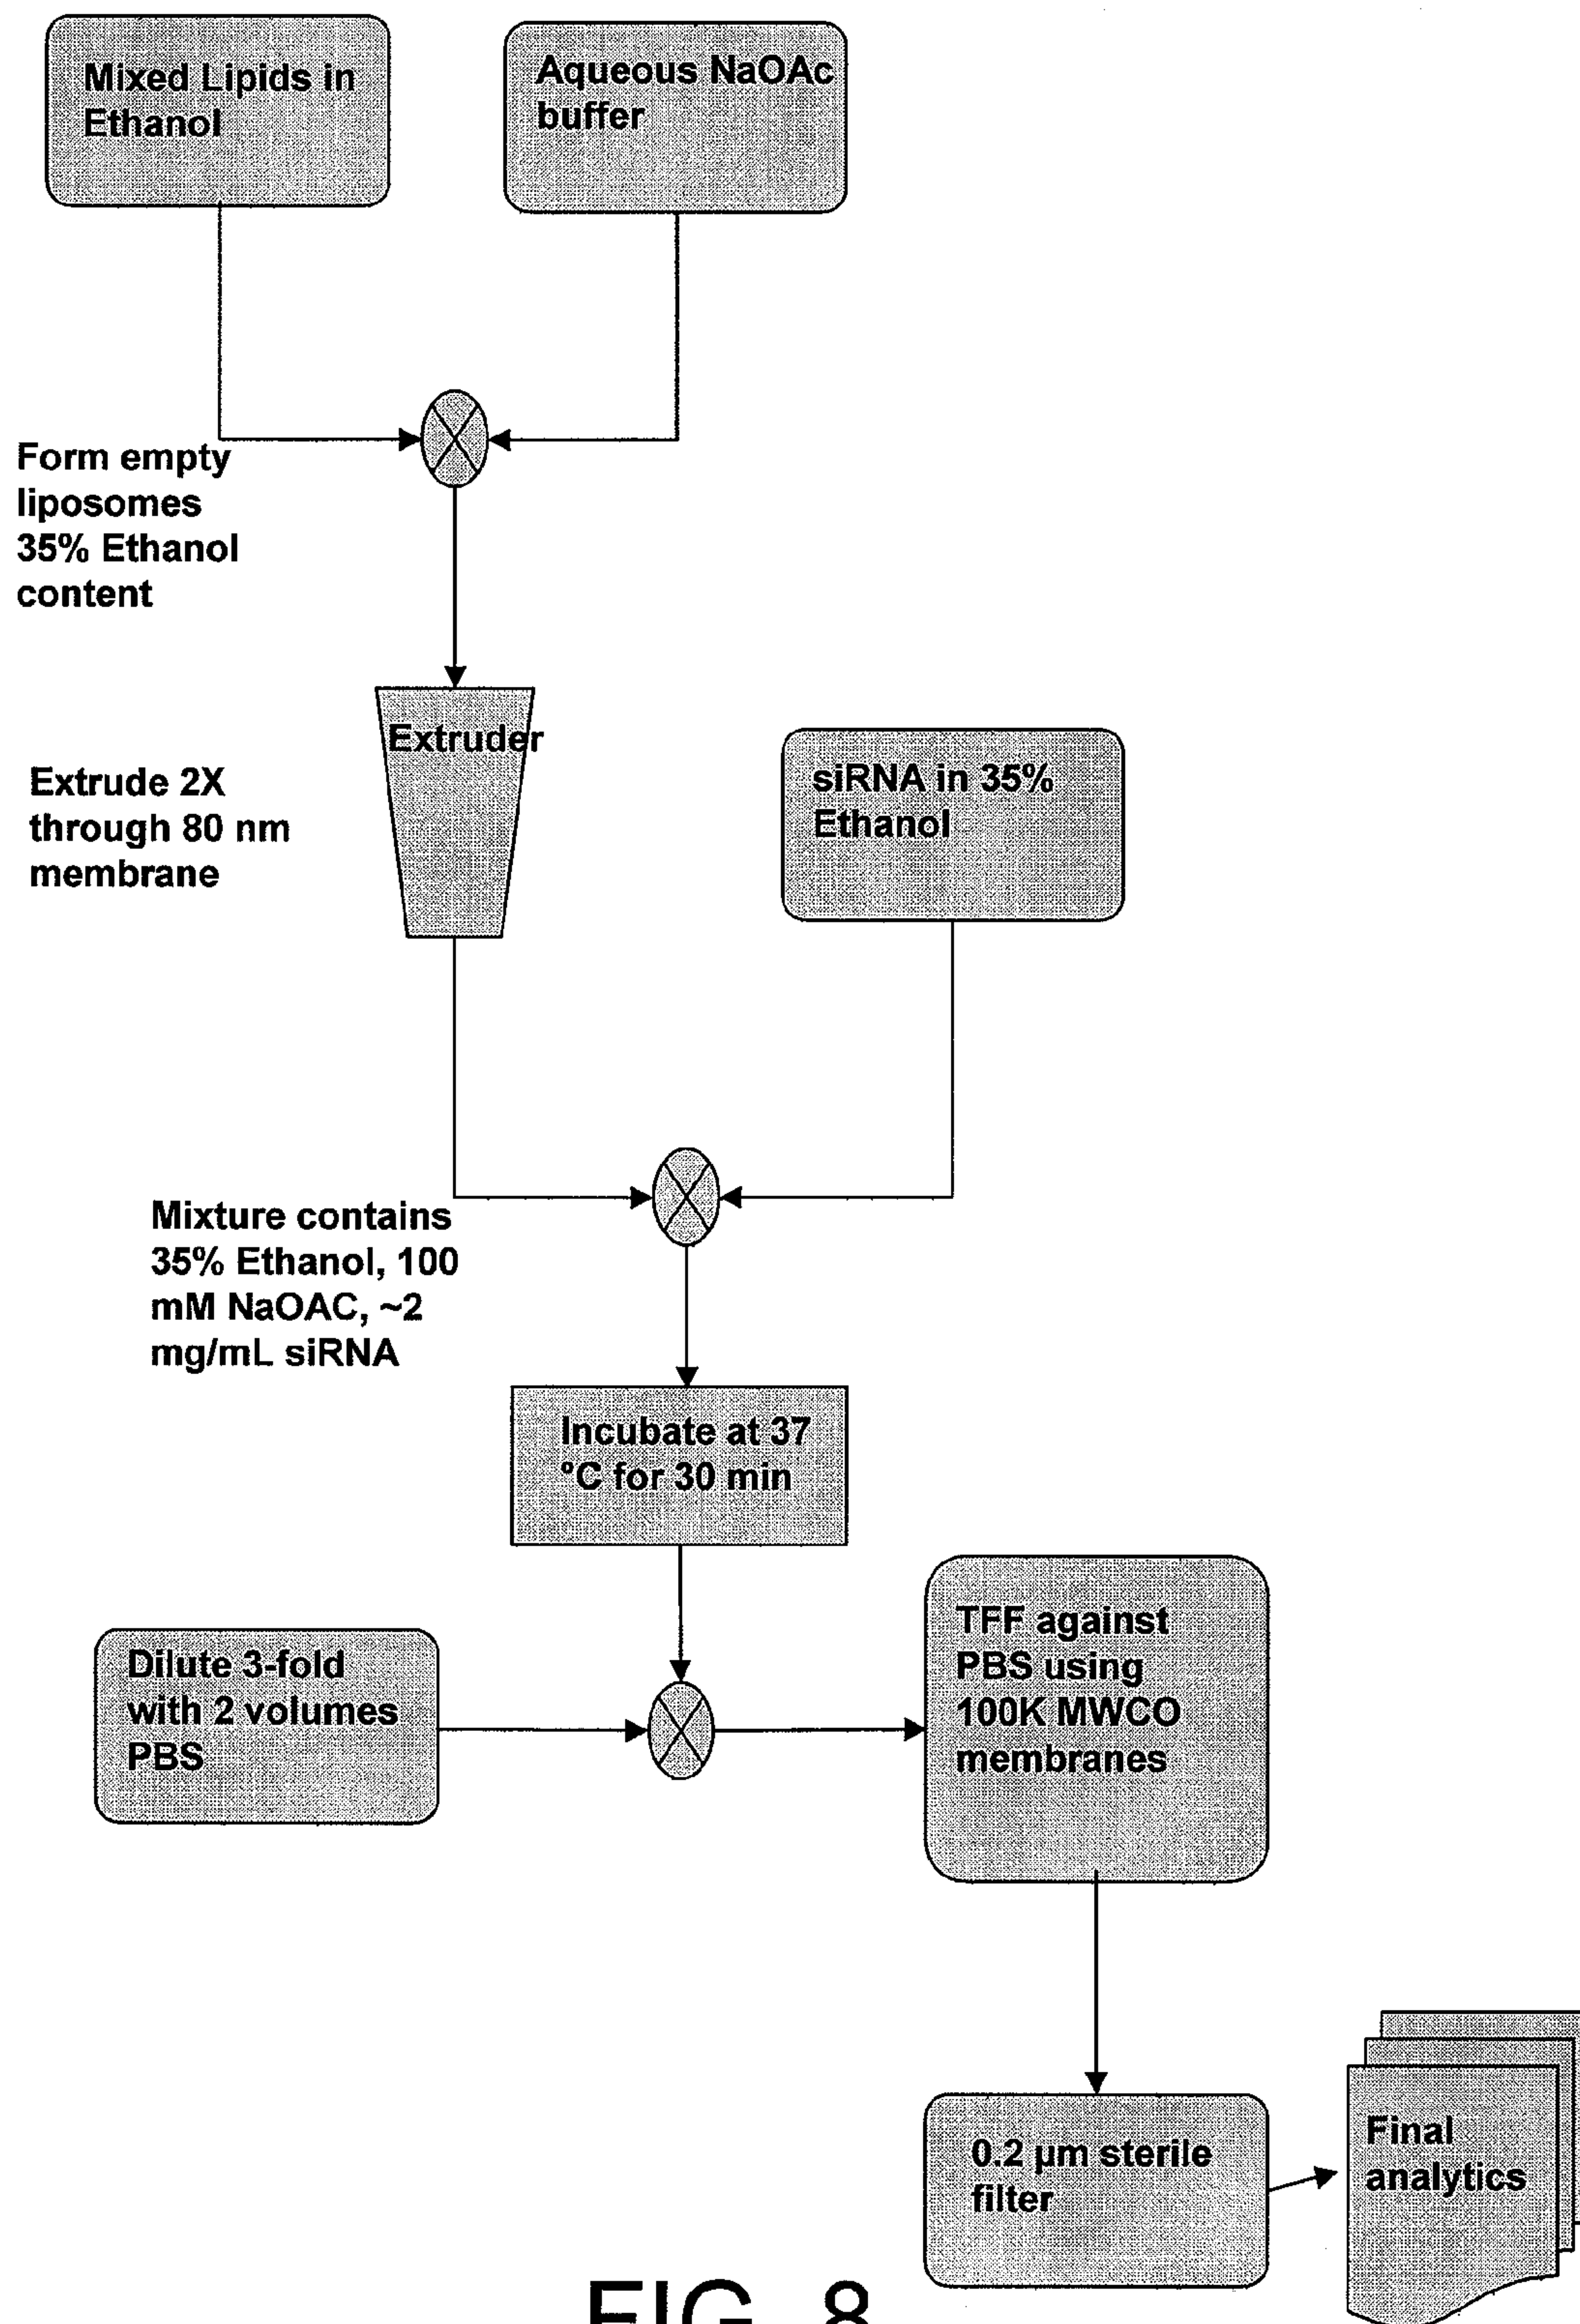 Mixed Lipids in
Ethanol
Aqueous NaOAc
buffer
Form empty
liposomes
35% Ethanol
content
Extruder
Extrude 2X
through 80 nm
membrane
siRNA in 35%
Ethanol
Mixture contains
35% Ethanol, 100
mM NaOAC, ~2
mg/mL siRNA
Incubate at 37
ºC for 30 min
Dilute 3-fold
with 2 volumes
PBS
TFF against
PBS using
100K MWCO
membranes
0.2 µm sterile
filter
Final
analytics
FIG. 8